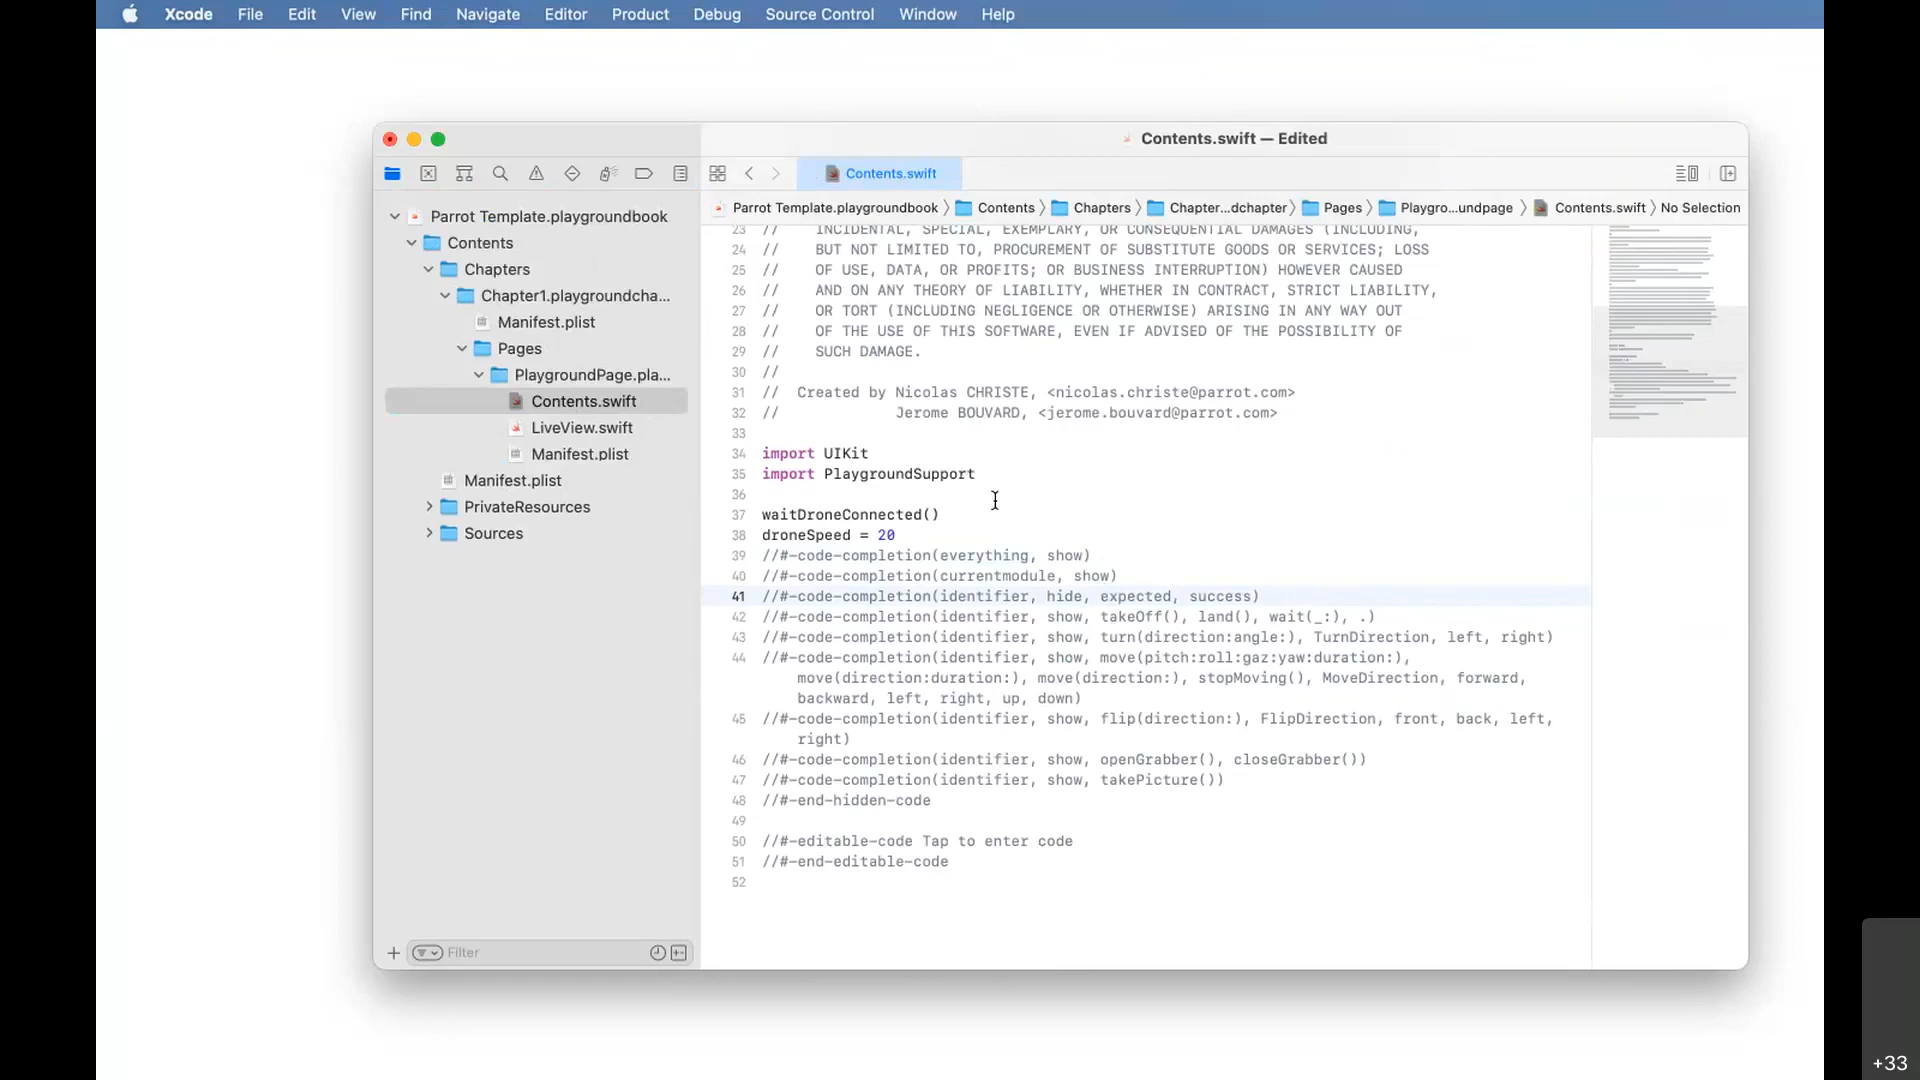 Xcode File Edit View Find Navigate Editor Product Debug Source Control Window Help
Contents.swift — Edited
Contents.swift
Parrot Template.playgroundbook
Contents
Chapters
Chapter1.playgroundcha...
Manifest.plist
Pages
PlaygroundPage.pla...
Contents.swift
LiveView.swift
Manifest.plist
Manifest.plist
PrivateResources
Sources
Filter
Parrot Template.playgroundbook 〉 Contents 〉 Chapters 〉 Chapter...dchapter 〉 Pages 〉 Playgro...undpage 〉 Contents.swift 〉 No Selection
23 // INCIDENTAL, SPECIAL, EXEMPLARY, OR CONSEQUENTIAL DAMAGES (INCLUDING,
24 // BUT NOT LIMITED TO, PROCUREMENT OF SUBSTITUTE GOODS OR SERVICES; LOSS
25 // OF USE, DATA, OR PROFITS; OR BUSINESS INTERRUPTION) HOWEVER CAUSED
26 // AND ON ANY THEORY OF LIABILITY, WHETHER IN CONTRACT, STRICT LIABILITY,
27 // OR TORT (INCLUDING NEGLIGENCE OR OTHERWISE) ARISING IN ANY WAY OUT
28 // OF THE USE OF THIS SOFTWARE, EVEN IF ADVISED OF THE POSSIBILITY OF
29 // SUCH DAMAGE.
30 //
31 // Created by Nicolas CHRISTE, <nicolas.christe@parrot.com>
32 // Jerome BOUVARD, <jerome.bouvard@parrot.com>
33
34 import UIKit
35 import PlaygroundSupport
36
37 waitDroneConnected()
38 droneSpeed = 20
39 //#-code-completion(everything, show)
40 //#-code-completion(currentmodule, show)
41 //#-code-completion(identifier, hide, expected, success)
42 //#-code-completion(identifier, show, takeOff(), land(), wait(_:), .)
43 //#-code-completion(identifier, show, turn(direction:angle:), TurnDirection, left, right)
44 //#-code-completion(identifier, show, move(pitch:roll:gaz:yaw:duration:),
move(direction:duration:), move(direction:), stopMoving(), MoveDirection, forward,
backward, left, right, up, down)
45 //#-code-completion(identifier, show, flip(direction:), FlipDirection, front, back, left,
right)
46 //#-code-completion(identifier, show, openGrabber(), closeGrabber())
47 //#-code-completion(identifier, show, takePicture())
48 //#-end-hidden-code
49
50 //#-editable-code Tap to enter code
51 //#-end-editable-code
52
+33